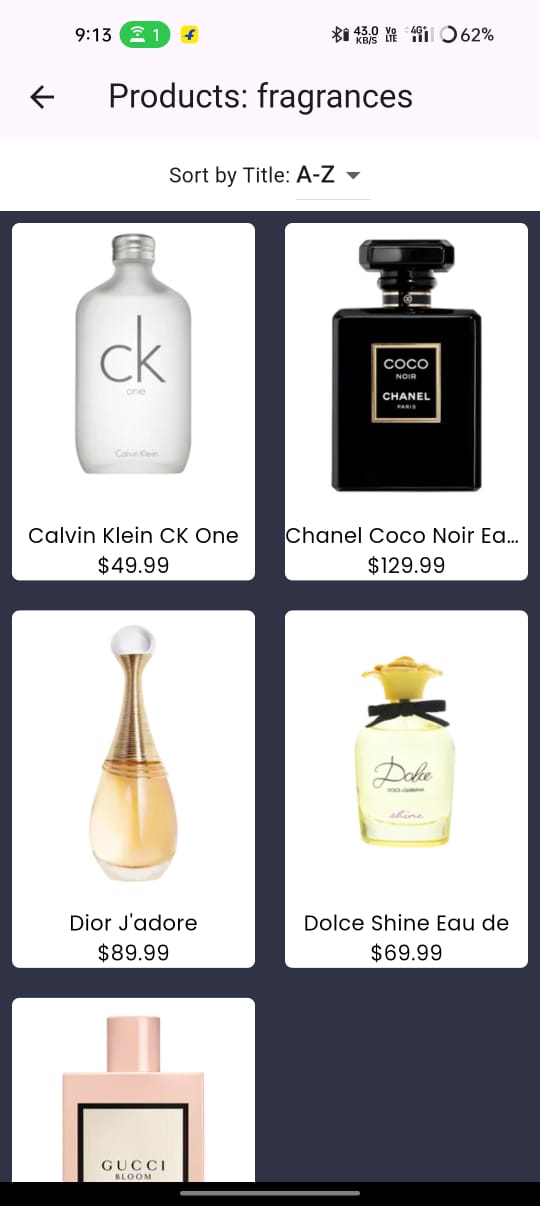 9:13 1 43.0 KB/S Vo LTE 4G+ 62%
Products: fragrances
Sort by Title: A-Z
ck
one
Calvin Klein
COCO
NOIR
CHANEL
PARIS
Calvin Klein CK One
$49.99
Chanel Coco Noir Ea...
$129.99
Dolce
DOLCE & GABBANA
shine
Dior J'adore
$89.99
Dolce Shine Eau de
$69.99
GUCCI
BLOOM